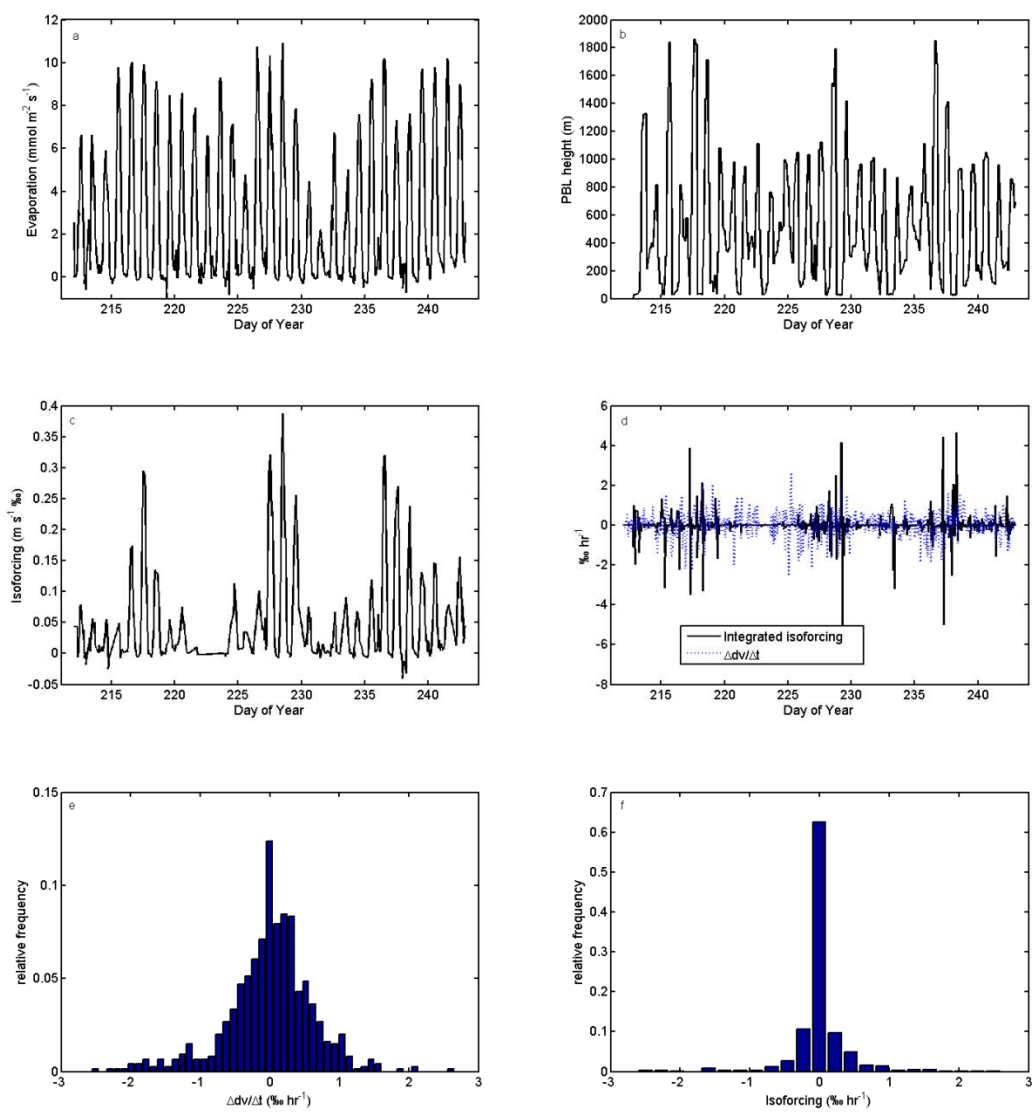 a
Evaporation (mmol m⁻² s⁻¹)
12
10
8
6
4
2
0
215 220 225 230 235 240
Day of Year
b
PBL height (m)
2000
1800
1600
1400
1200
1000
800
600
400
200
0
215 220 225 230 235 240
Day of Year
c
Isoforcing (m s⁻¹ ‰)
0.4
0.35
0.3
0.25
0.2
0.15
0.1
0.05
0
-0.05
215 220 225 230 235 240
Day of Year
d
‰ hr⁻¹
6
4
2
0
-2
-4
-6
-8
Integrated isoforcing
Δdv/Δt
215 220 225 230 235 240
Day of Year
e
relative frequency
0.15
0.1
0.05
0
-3 -2 -1 0 1 2 3
Δdv/Δt (‰ hr⁻¹)
f
relative frequency
0.7
0.6
0.5
0.4
0.3
0.2
0.1
0
-3 -2 -1 0 1 2 3
Isoforcing (‰ hr⁻¹)